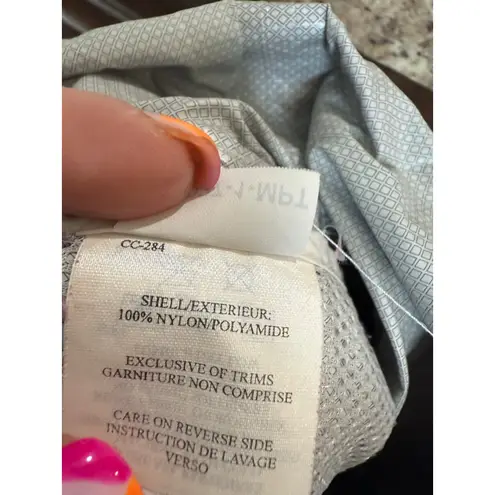 CC-284
SHELL/EXTERIEUR:
100% NYLON/POLYAMIDE
EXCLUSIVE OF TRIMS
GARNITURE NON COMPRISE
CARE ON REVERSE SIDE
INSTRUCTION DE LAVAGE
VERSO